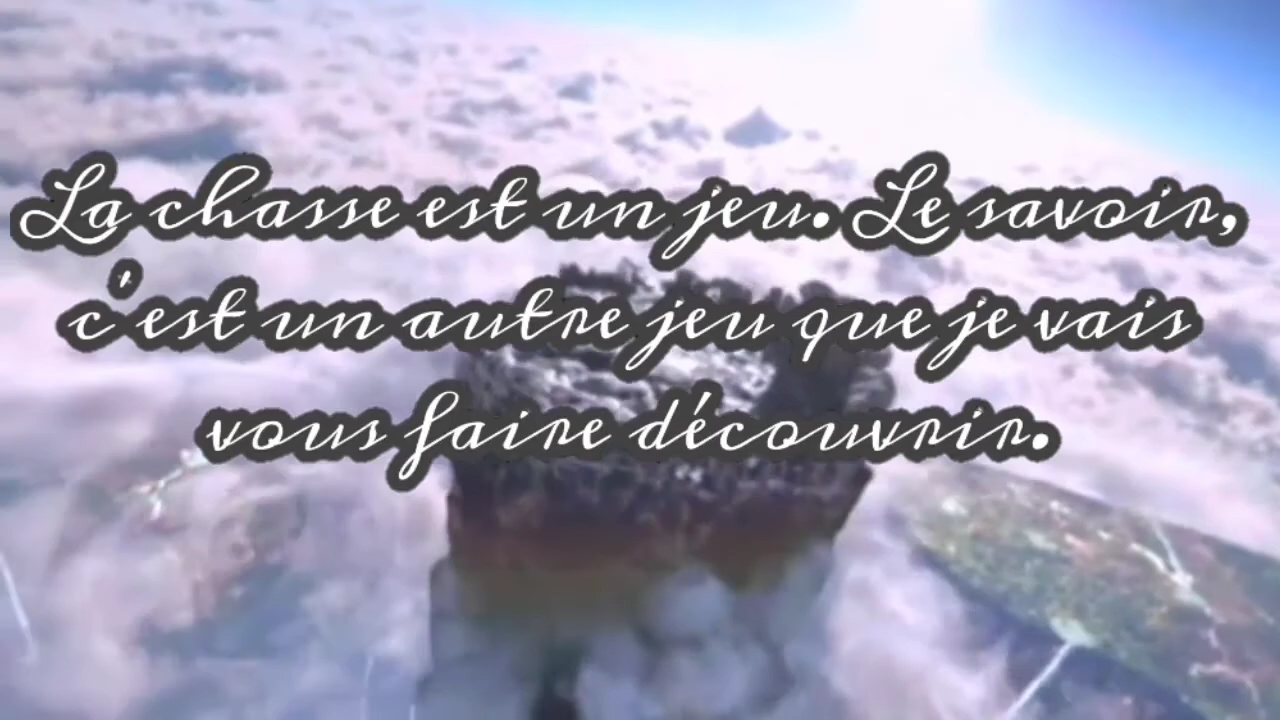 La chasse est un jeu. Le savoir,
c'est un autre jeu que je vais
vous faire découvrir.